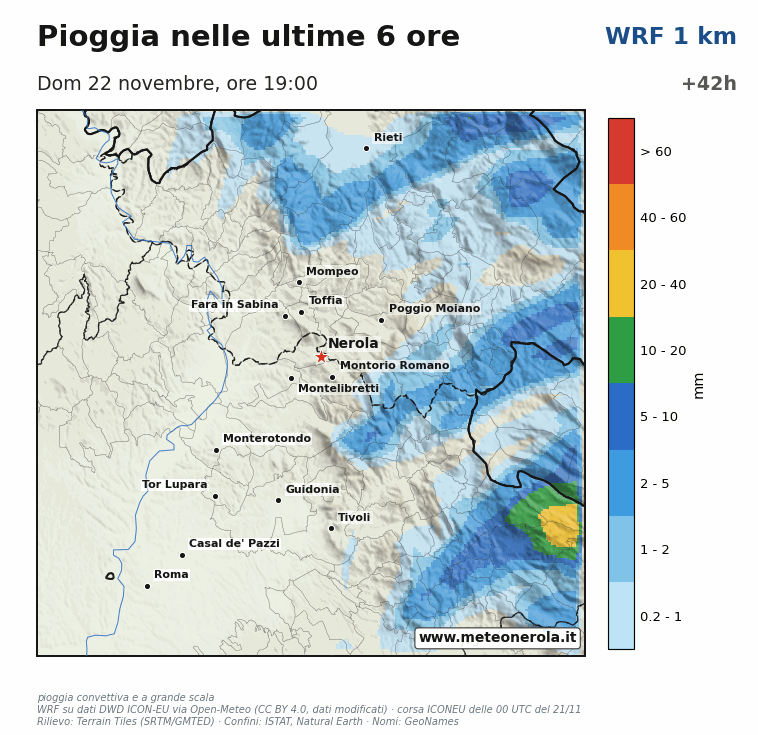 Pioggia nelle ultime 6 ore
WRF 1 km
Dom 22 novembre, ore 19:00
+42h
Rieti
Mompeo
Fara in Sabina
Toffia
Poggio Moiano
Nerola
Montorio Romano
Montelibretti
Monterotondo
Tor Lupara
Guidonia
Tivoli
Casal de' Pazzi
Roma
www.meteonerola.it
> 60
40 - 60
20 - 40
10 - 20
5 - 10
2 - 5
1 - 2
0.2 - 1
mm
pioggia convettiva e a grande scala
WRF su dati DWD ICON-EU via Open-Meteo (CC BY 4.0, dati modificati) · corsa ICONEU delle 00 UTC del 21/11
Rilievo: Terrain Tiles (SRTM/GMTED) · Confini: ISTAT, Natural Earth · Nomi: GeoNames